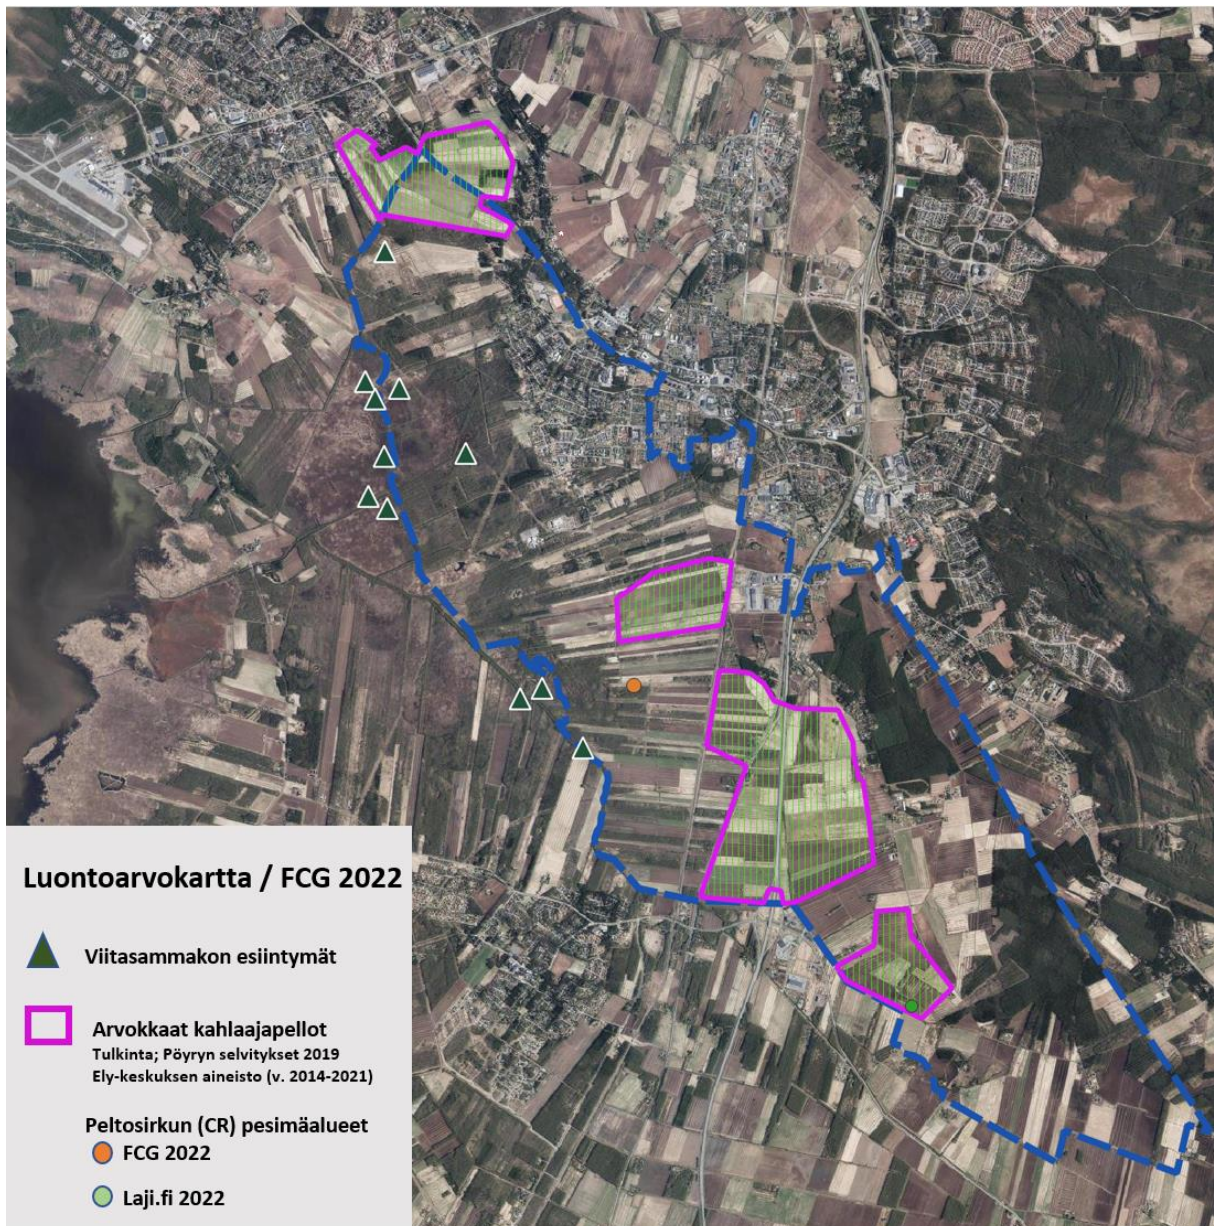 Luontoarvokartta / FCG 2022
Viitasammakon esiintymät
Arvokkaat kahlaajapellot
Tulkinta; Pöyryn selvitykset 2019
Ely-keskuksen aineisto (v. 2014-2021)
Peltosirkun (CR) pesimäalueet
FCG 2022
Laji.fi 2022